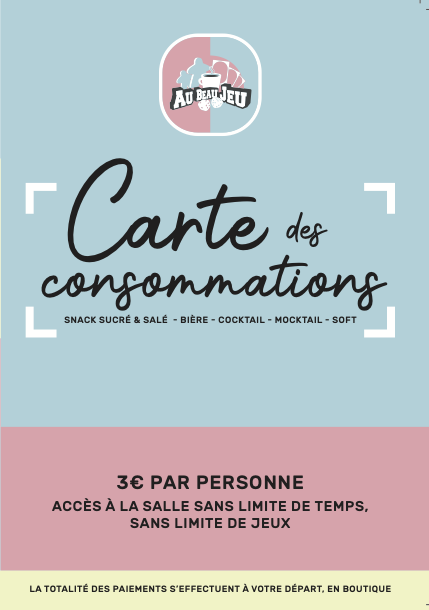 AU BEAU JEU
Carte des
consommations
SNACK SUCRÉ & SALÉ - BIÈRE - COCKTAIL - MOCKTAIL - SOFT
3€ PAR PERSONNE
ACCÈS À LA SALLE SANS LIMITE DE TEMPS,
SANS LIMITE DE JEUX
LA TOTALITÉ DES PAIEMENTS S'EFFECTUENT À VOTRE DÉPART, EN BOUTIQUE